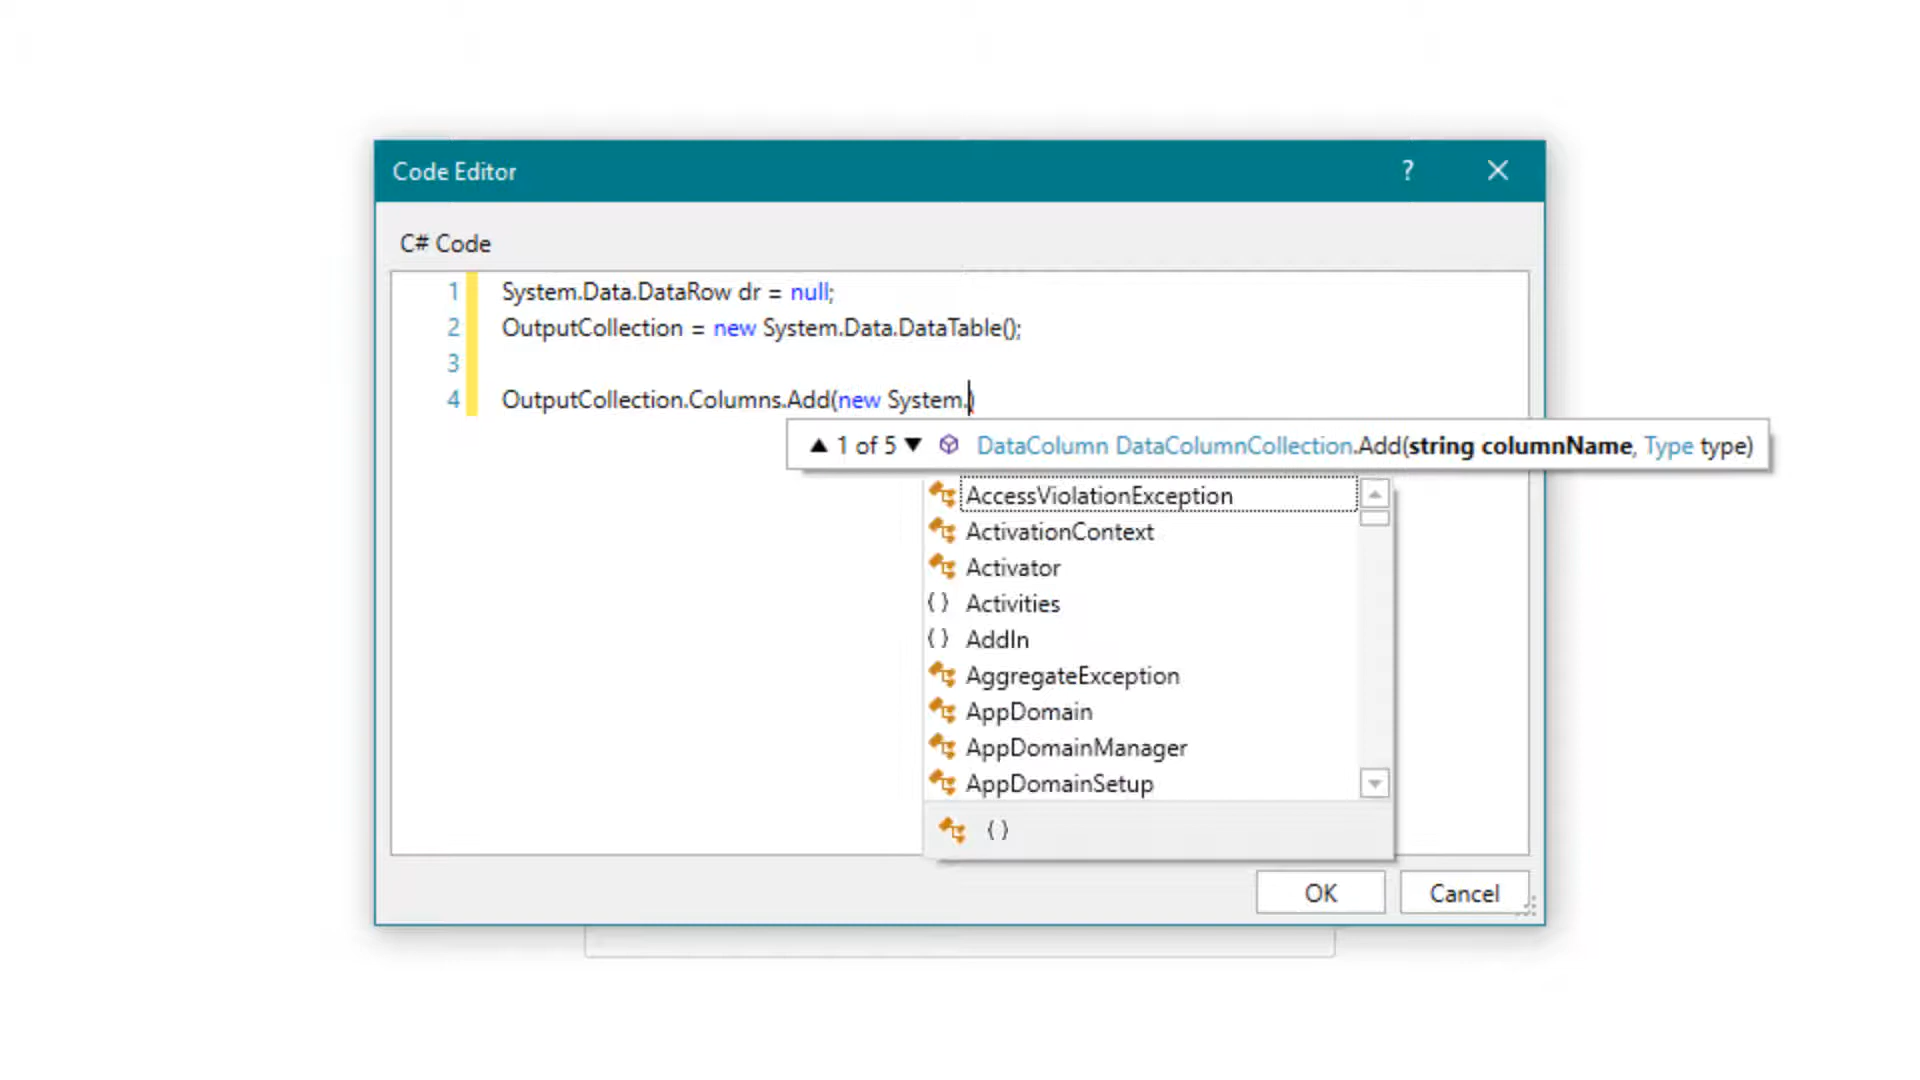 Code Editor ?
C# Code
1 System.Data.DataRow dr = null;
2 OutputCollection = new System.Data.DataTable();
3
4 OutputCollection.Columns.Add(new System.)
▲ 1 of 5 ▼ DataColumn DataColumnCollection.Add(string columnName, Type type)
AccessViolationException
ActivationContext
Activator
{} Activities
{} AddIn
AggregateException
AppDomain
AppDomainManager
AppDomainSetup
{}
OK Cancel